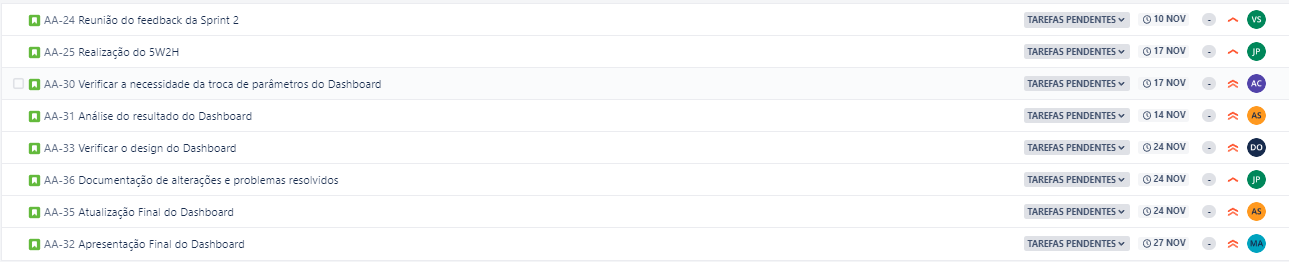 AA-24 Reunião do feedback da Sprint 2 TAREFAS PENDENTES 10 NOV - VS
AA-25 Realização do 5W2H TAREFAS PENDENTES 17 NOV - JP
AA-30 Verificar a necessidade da troca de parâmetros do Dashboard TAREFAS PENDENTES 17 NOV - AC
AA-31 Análise do resultado do Dashboard TAREFAS PENDENTES 14 NOV - AS
AA-33 Verificar o design do Dashboard TAREFAS PENDENTES 24 NOV - DO
AA-36 Documentação de alterações e problemas resolvidos TAREFAS PENDENTES 24 NOV - JP
AA-35 Atualização Final do Dashboard TAREFAS PENDENTES 24 NOV - AS
AA-32 Apresentação Final do Dashboard TAREFAS PENDENTES 27 NOV - MA